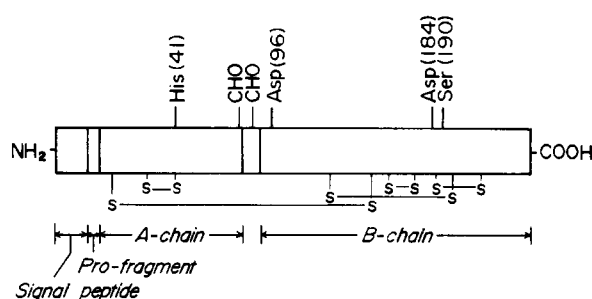 His(41)
CHO
CHO
Asp(96)
Asp(184)
Ser(190)
NH₂
COOH
S–S
S–S
S
S
S
S
S
S
A-chain
B-chain
Pro-fragment
Signal peptide